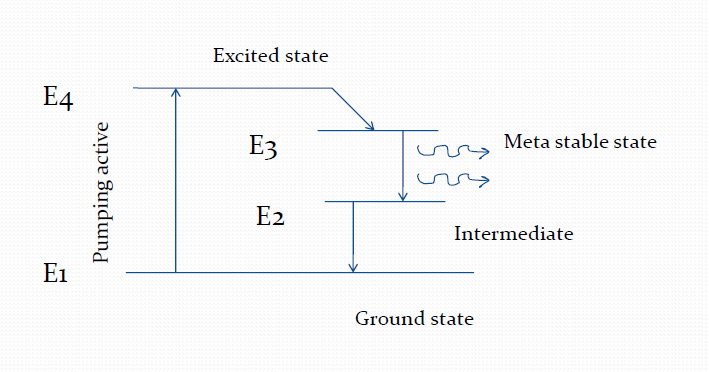 Excited state
E4
Pumping active
E3
Meta stable state
E2
Intermediate
E1
Ground state